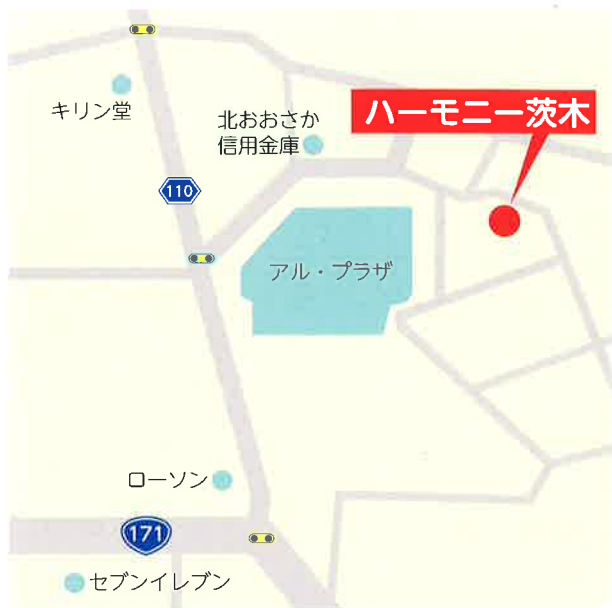 キリン堂
北おおさか
信用金庫
ハーモニー茨木
110
アル・プラザ
ローソン
171
セブンイレブン